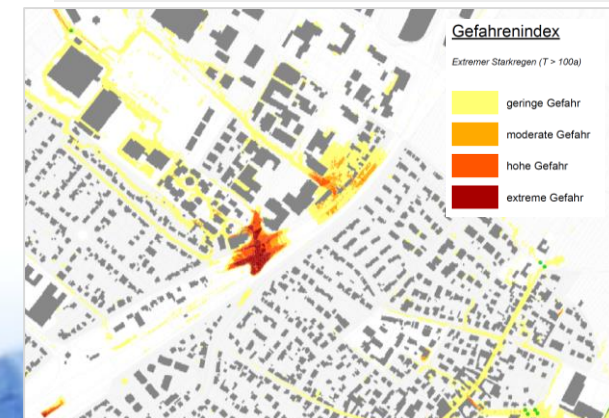 Gefahrenindex
Extremer Starkregen (T > 100a)
geringe Gefahr
moderate Gefahr
hohe Gefahr
extreme Gefahr